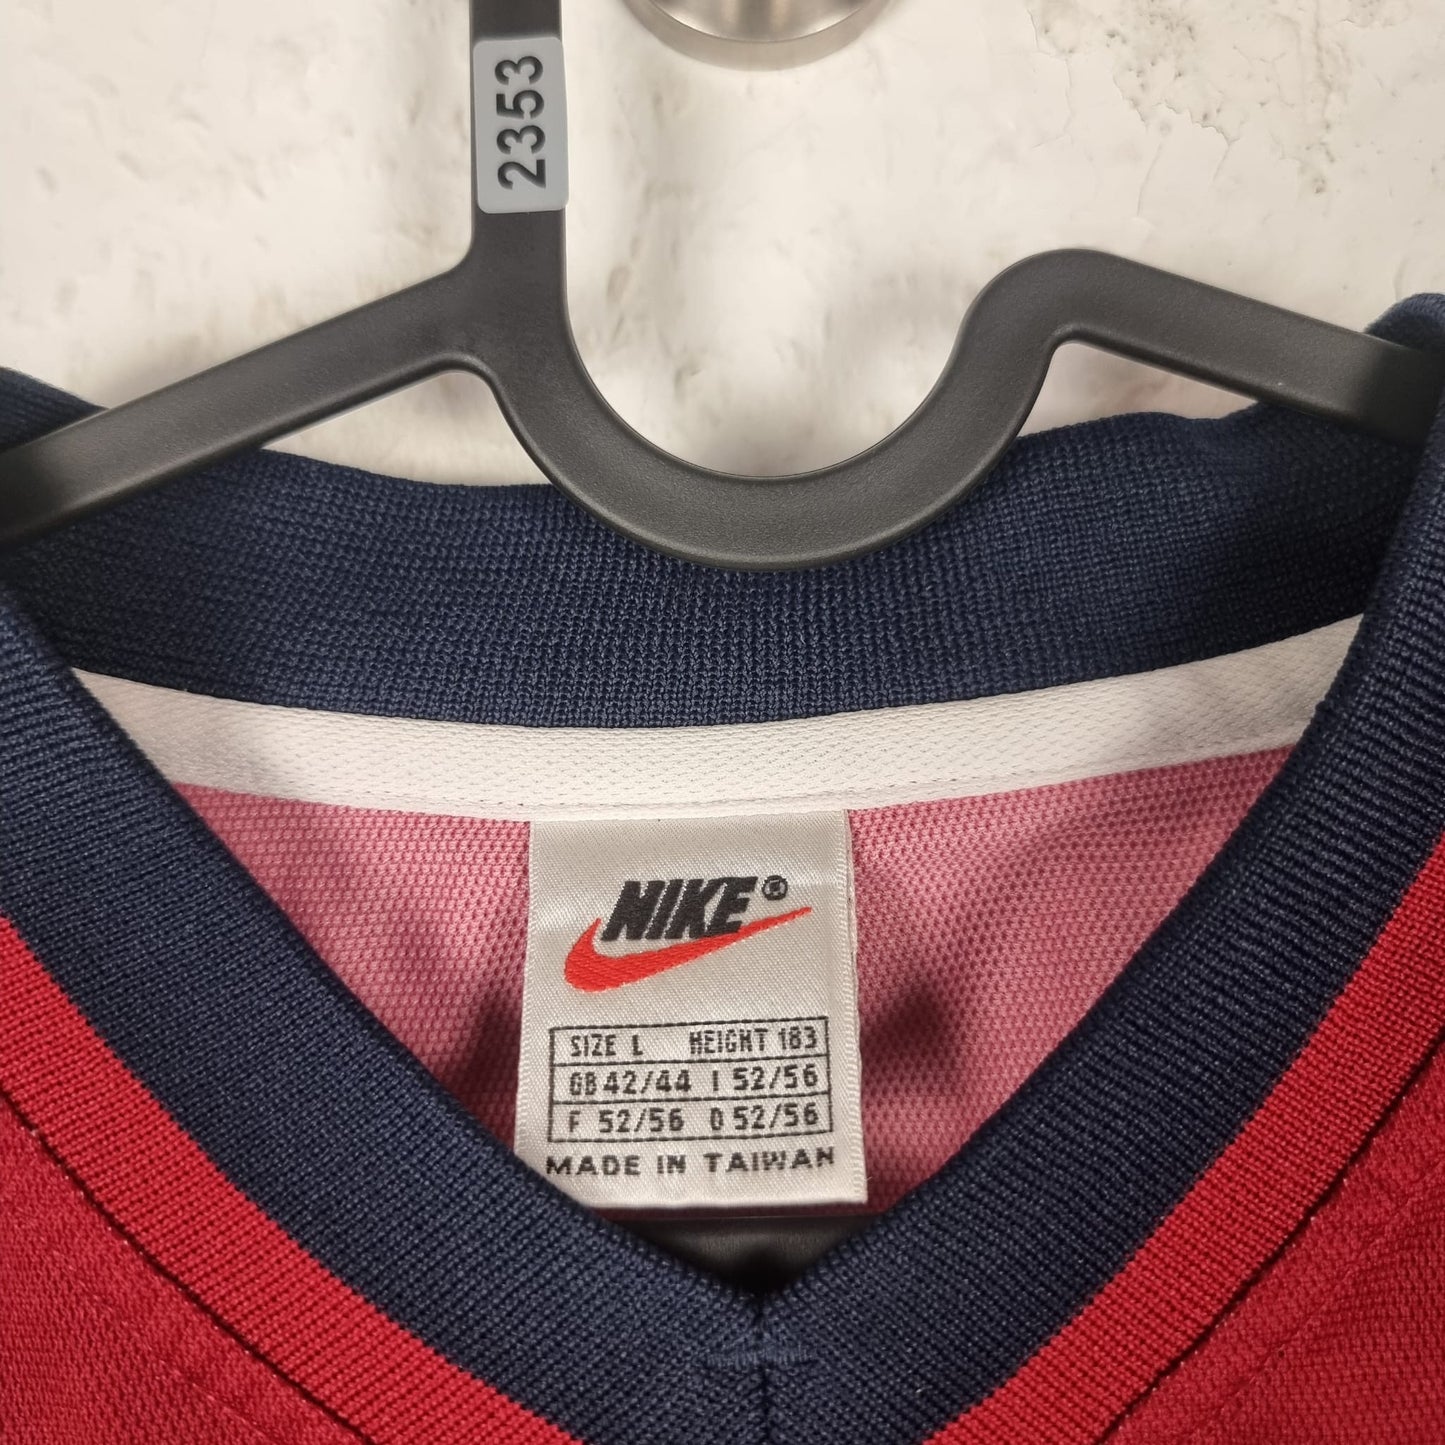 2353
NIKE®
SIZE L HEIGHT 183
GB 42/44 I 52/56
F 52/56 D 52/56
MADE IN TAIWAN